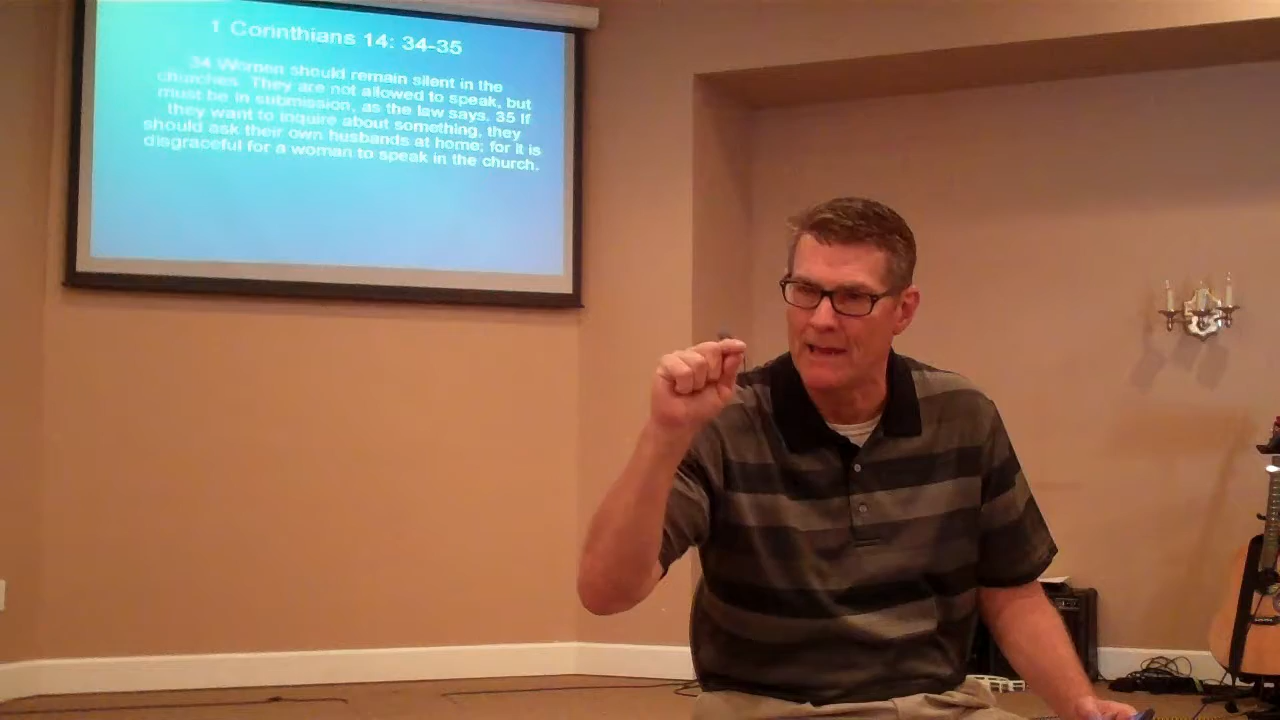 1 Corinthians 14: 34-35
34 Women should remain silent in the
churches. They are not allowed to speak, but
must be in submission, as the law says. 35 If
they want to inquire about something, they
should ask their own husbands at home; for it is
disgraceful for a woman to speak in the church.